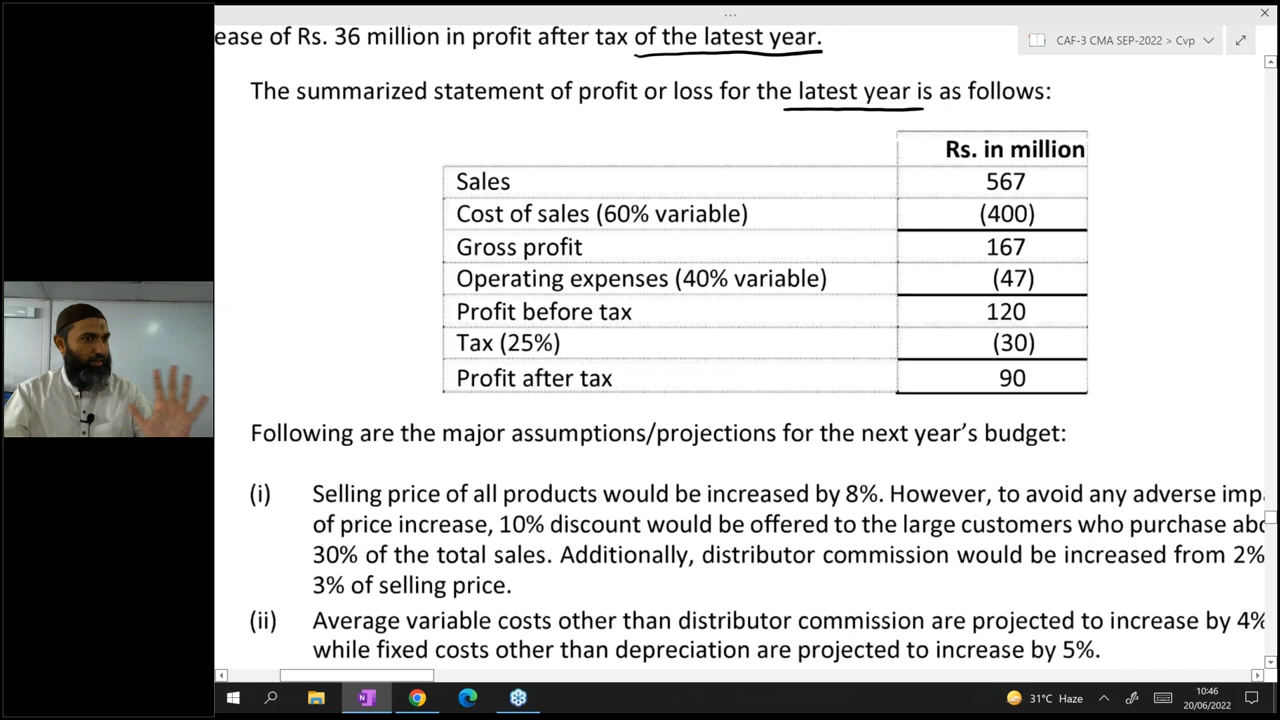 ease of Rs. 36 million in profit after tax of the latest year.
CAF-3 CMA SEP-2022 > Cvp
The summarized statement of profit or loss for the latest year is as follows:
Rs. in million
Sales 567
Cost of sales (60% variable) (400)
Gross profit 167
Operating expenses (40% variable) (47)
Profit before tax 120
Tax (25%) (30)
Profit after tax 90
Following are the major assumptions/projections for the next year's budget:
(i) Selling price of all products would be increased by 8%. However, to avoid any adverse imp
of price increase, 10% discount would be offered to the large customers who purchase abo
30% of the total sales. Additionally, distributor commission would be increased from 2%
3% of selling price.
(ii) Average variable costs other than distributor commission are projected to increase by 4%
while fixed costs other than depreciation are projected to increase by 5%.
31°C Haze
10:46
20/06/2022